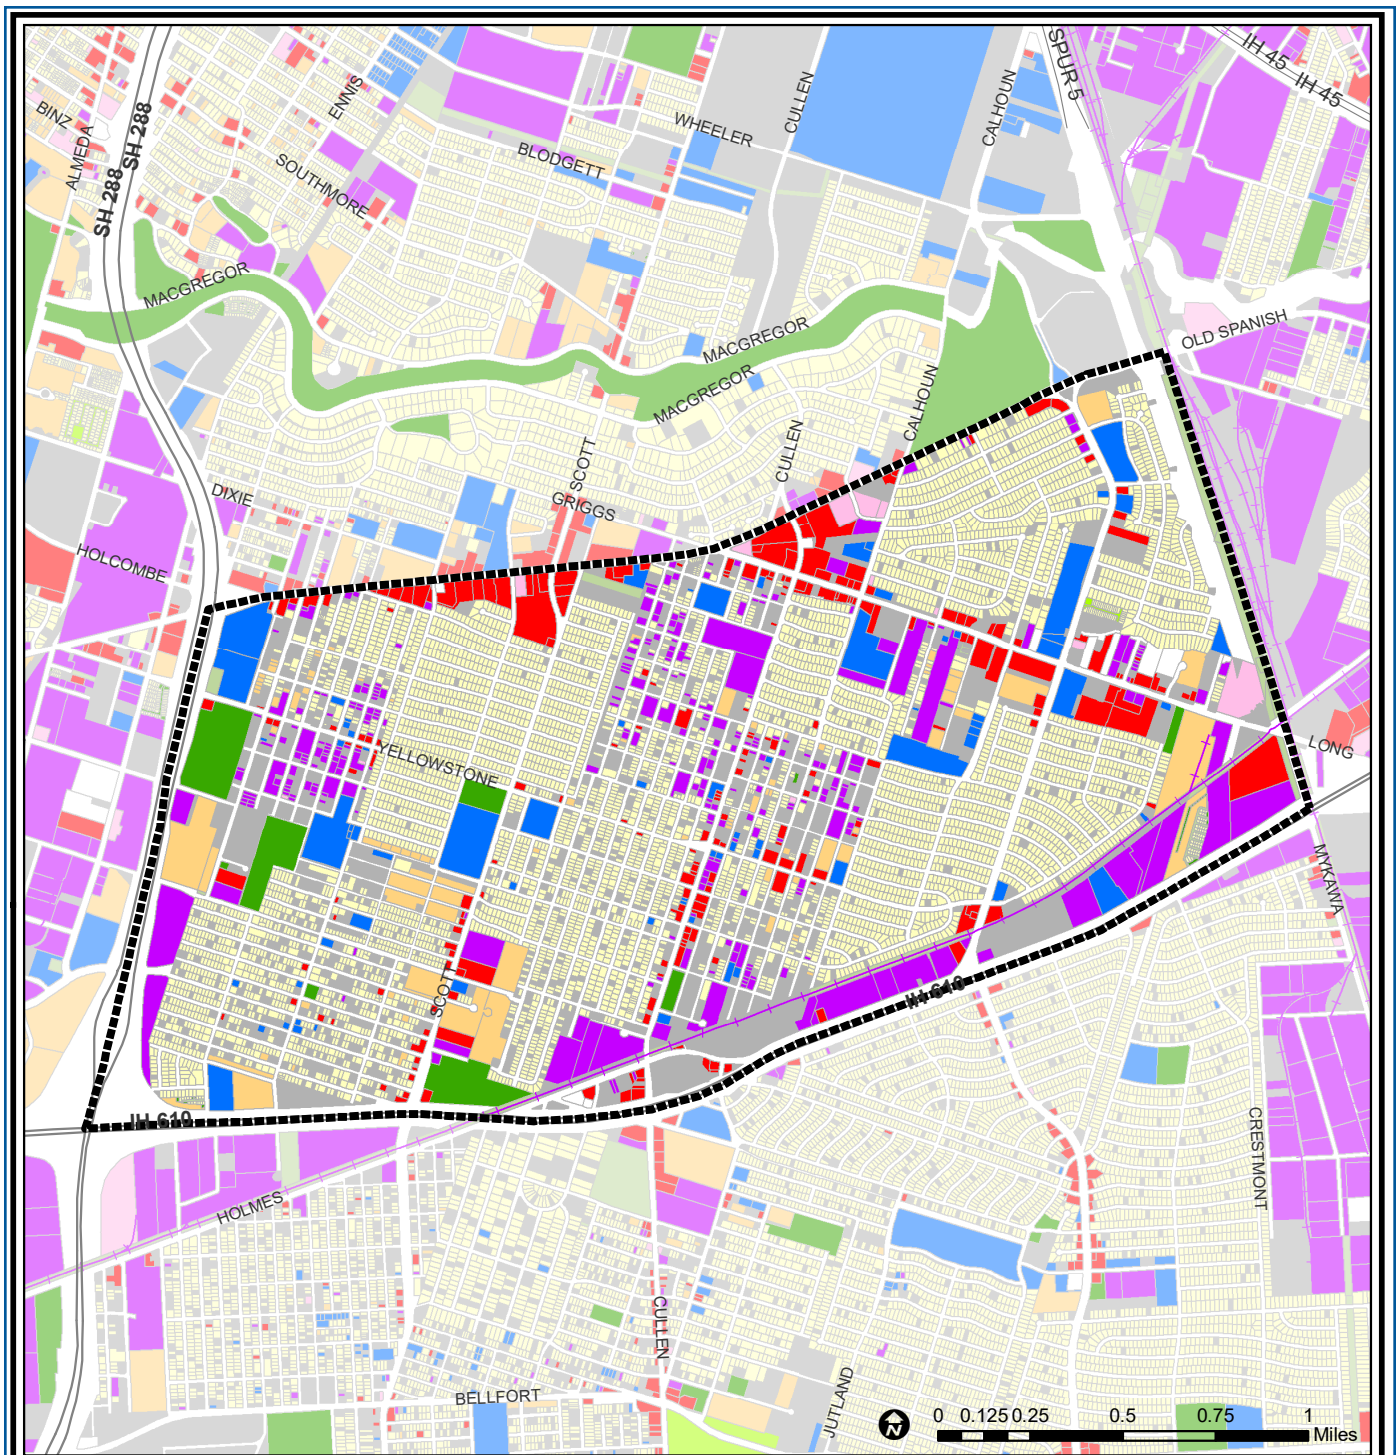 IH 45 IH 45
SPUR 5
ENNIS
BINZ
ALMEDA
SH 288
SH 288
CULLEN
CALHOUN
WHEELER
BLODGETT
SOUTHMORE
MACGREGOR
OLD SPANISH
MACGREGOR
MACGREGOR
CALHOUN
CULLEN
SCOTT
GRIGGS
DIXIE
HOLCOMBE
YELLOWSTONE
LONG
MYKAWA
SCOTT
IH 610
IH 610
CRESTMONT
HOLMES
CULLEN
JUTLAND
BELLFORT
N
0 0.125 0.25 0.5 0.75 1
Miles